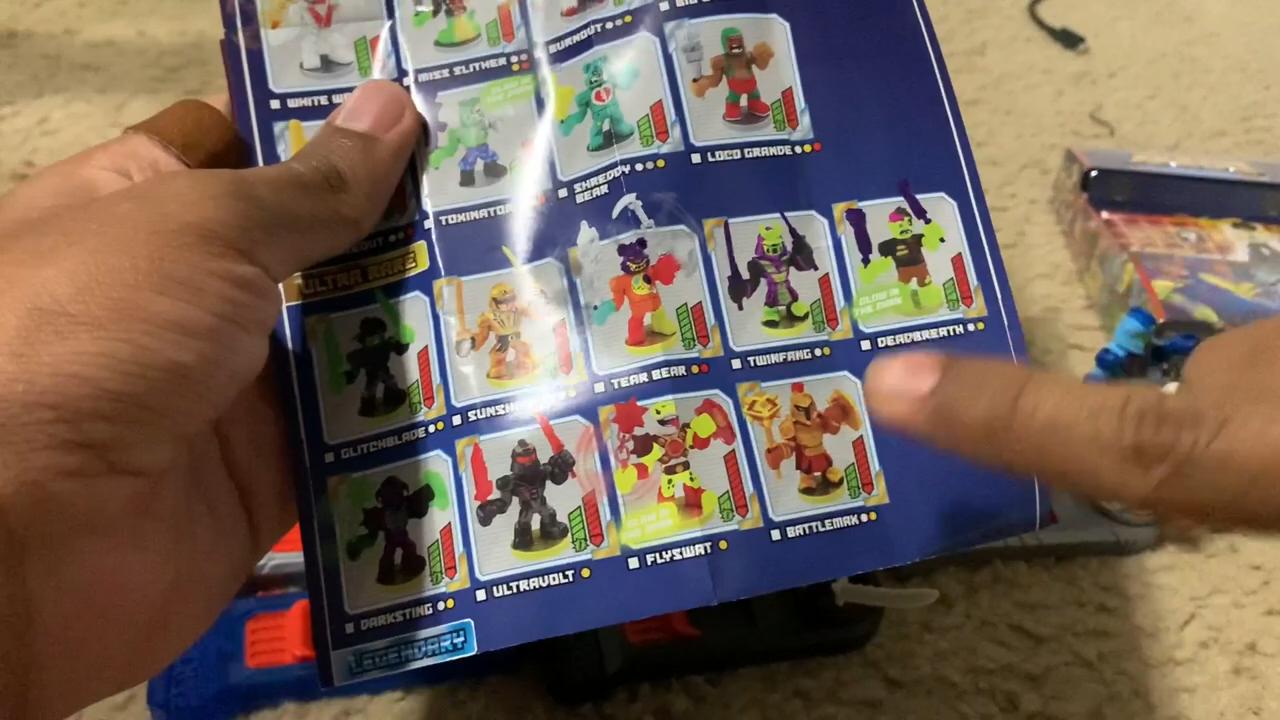 MISS SLITHER
BURNOUT
WHITE
GLOW IN THE DARK
TOXINATOR
SHREDDY BEAR
LOCO GRANDE
ULTRA RARE
GLITCHBLADE
TEAR BEAR
TWINFANG
GLOW IN THE DARK
DEADBREATH
DARKSTING
ULTRAVOLT
GLOW IN THE DARK
FLYSWAT
BATTLEMAX
LEGENDARY